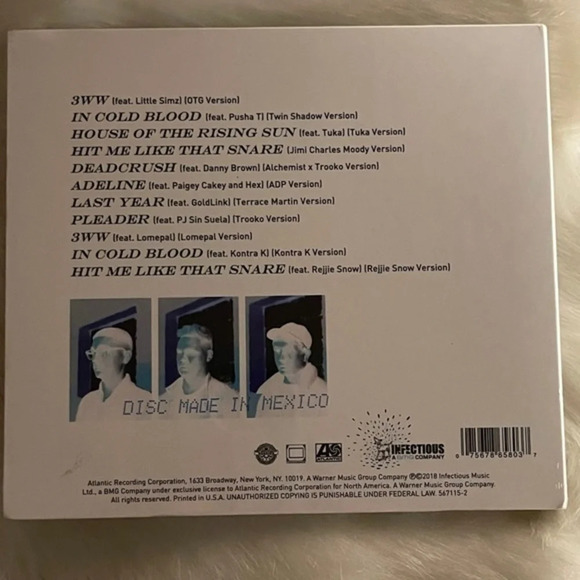 3WW (feat. Little Simz) (OTG Version)
IN COLD BLOOD (feat. Pusha T) (Twin Shadow Version)
HOUSE OF THE RISING SUN (feat. Tuka) (Tuka Version)
HIT ME LIKE THAT SNARE (Jimi Charles Moody Version)
DEADCRUSH (feat. Danny Brown) (Alchemist x Trooko Version)
ADELINE (feat. Paigey Cakey and Hex) (ADP Version)
LAST YEAR (feat. GoldLink) (Terrace Martin Version)
PLEADER (feat. PJ Sin Suela) (Trooko Version)
3WW (feat. Lomepal) (Lomepal Version)
IN COLD BLOOD (feat. Kontra K) (Kontra K Version)
HIT ME LIKE THAT SNARE (feat. Rejjie Snow) (Rejjie Snow Version)
DISC MADE IN MEXICO
ATLANTIC
INFECTIOUS
A BMG COMPANY
0 75678 65803 7
Atlantic Recording Corporation, 1633 Broadway, New York, NY. 10019. A Warner Music Group Company ℗©2018 Infectious Music
Ltd., a BMG Company under exclusive license to Atlantic Recording Corporation for North America. A Warner Music Group Company.
All rights reserved. Printed in U.S.A. UNAUTHORIZED COPYING IS PUNISHABLE UNDER FEDERAL LAW. 567115-2